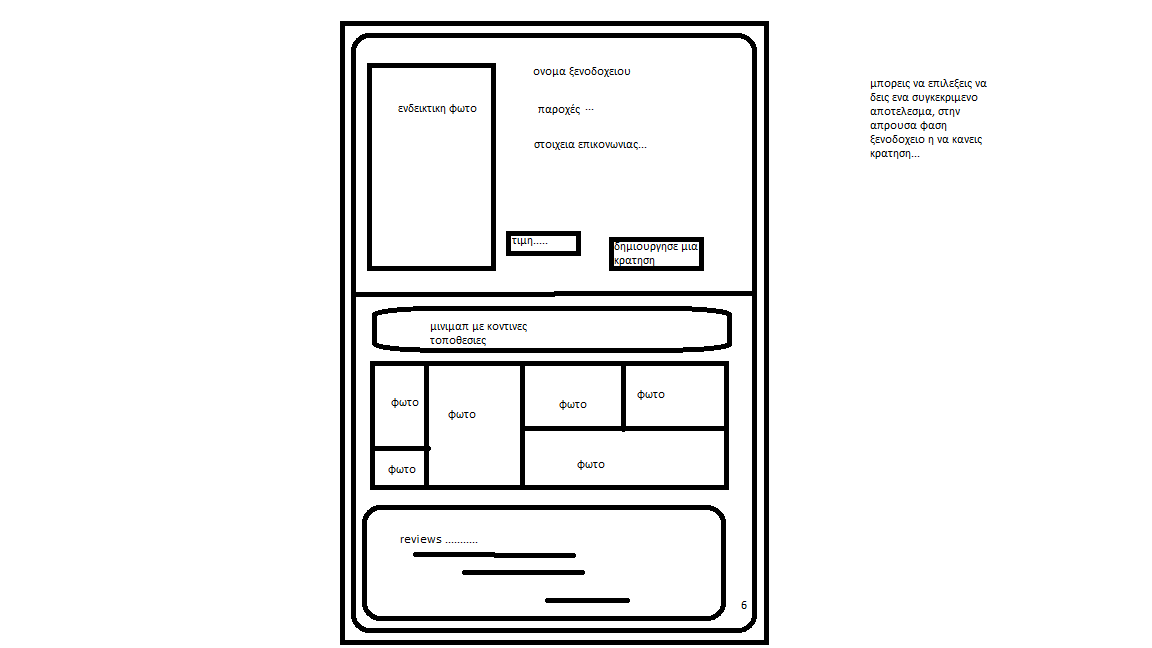 ονομα ξενοδοχειου
ενδεικτικη φωτο
παροχές ...
στοιχεια επικονωνιας...
τιμη.....
δημιουργησε μια
κρατηση
μινιμαπ με κοντινες
τοποθεσιες
φωτο
φωτο
φωτο
φωτο
φωτο
φωτο
reviews ...........
6
μπορεις να επιλεξεις να
δεις ενα συγκεκριμενο
αποτελεσμα, στην
απρουσα φαση
ξενοδοχειο η να κανεις
κρατηση...